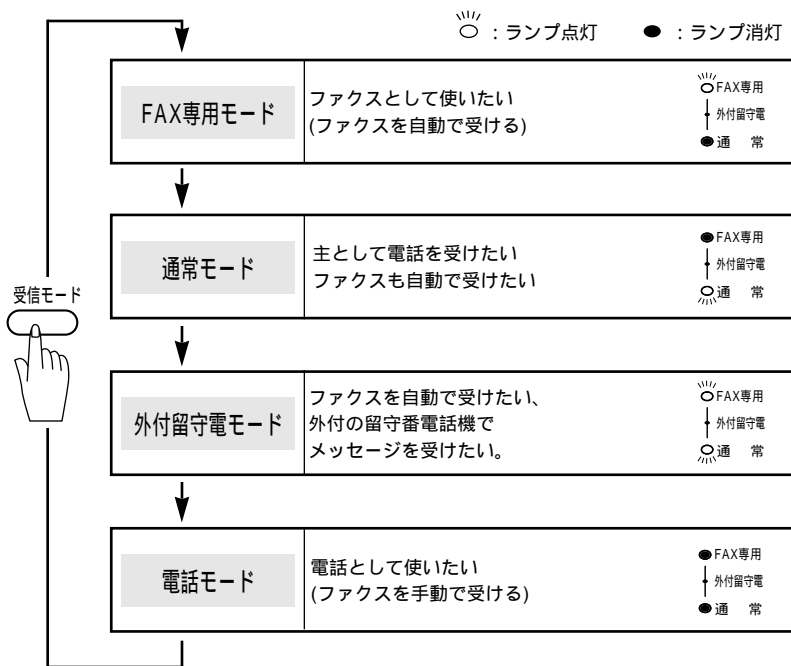 ：ランプ点灯 ● ：ランプ消灯
FAX専用モード
ファクスとして使いたい
(ファクスを自動で受ける)
FAX専用
外付留守電
●通 常
通常モード
主として電話を受けたい
ファクスも自動で受けたい
●FAX専用
外付留守電
通 常
受信モード
外付留守電モード
ファクスを自動で受けたい、
外付の留守番電話機で
メッセージを受けたい。
FAX専用
外付留守電
通 常
電話モード
電話として使いたい
(ファクスを手動で受ける)
●FAX専用
外付留守電
●通 常